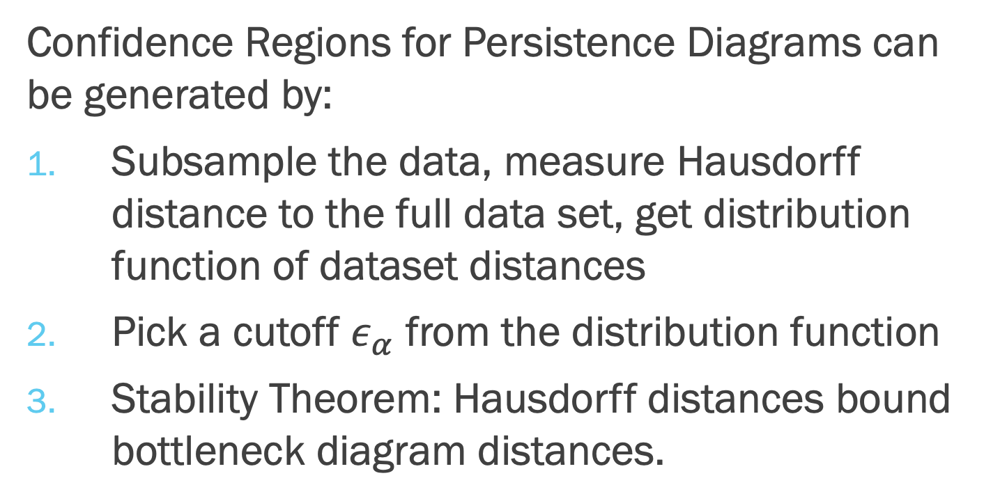 Confidence Regions for Persistence Diagrams can
be generated by:
1. Subsample the data, measure Hausdorff
distance to the full data set, get distribution
function of dataset distances
2. Pick a cutoff ϵ_α from the distribution function
3. Stability Theorem: Hausdorff distances bound
bottleneck diagram distances.